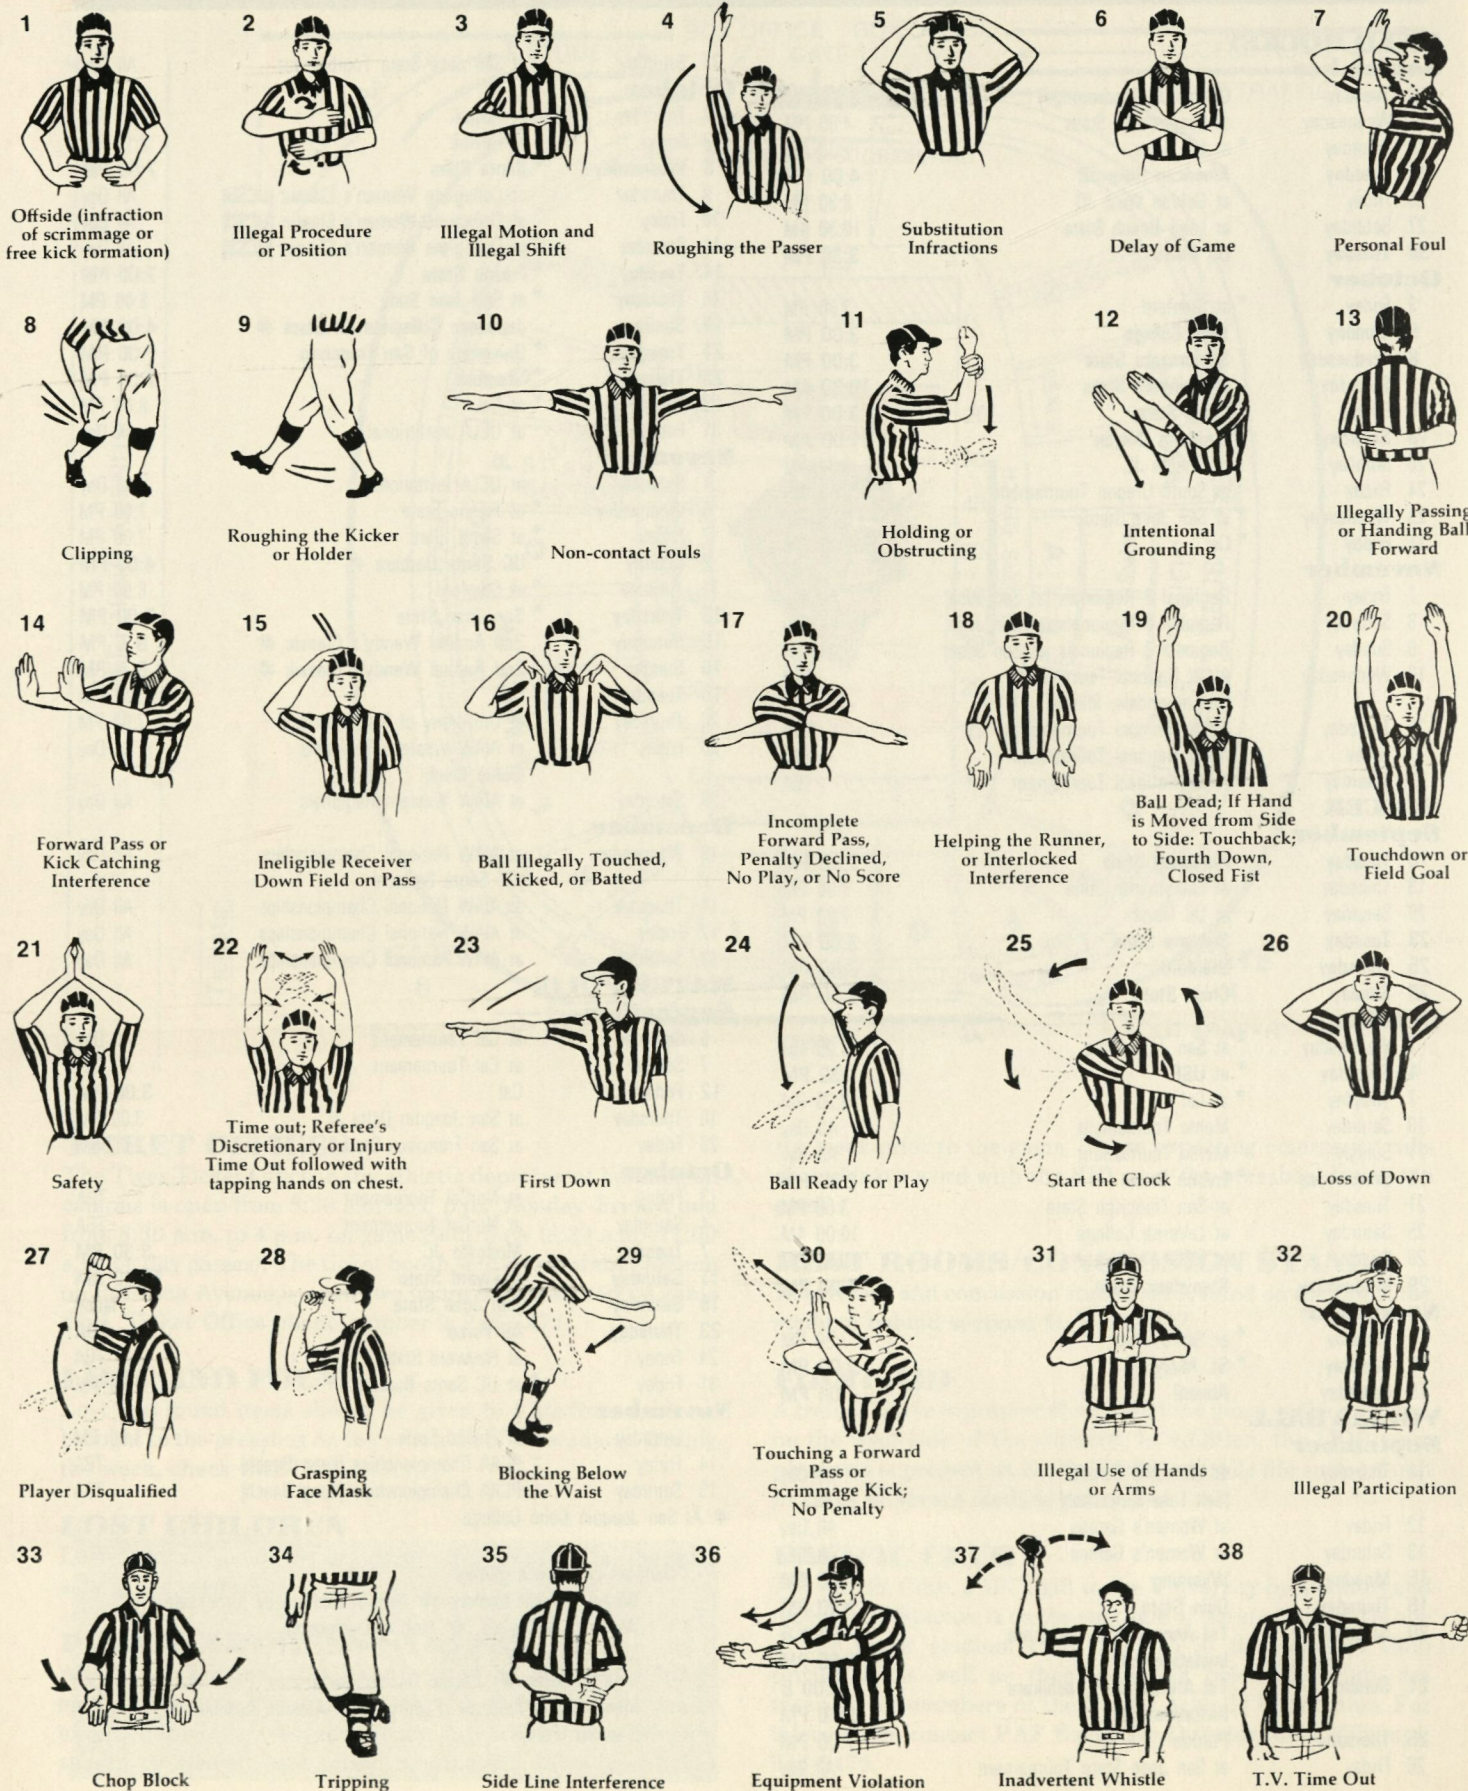 1
Offside (infraction
of scrimmage or
free kick formation)
2
Illegal Procedure
or Position
3
Illegal Motion and
Illegal Shift
4
Roughing the Passer
5
Substitution
Infractions
6
Delay of Game
7
Personal Foul
8
Clipping
9
Roughing the Kicker
or Holder
10
Non-contact Fouls
11
Holding or
Obstructing
12
Intentional
Grounding
13
Illegally Passing
or Handing Ball
Forward
14
Forward Pass or
Kick Catching
Interference
15
Ineligible Receiver
Down Field on Pass
16
Ball Illegally Touched,
Kicked, or Batted
17
Incomplete
Forward Pass,
Penalty Declined,
No Play, or No Score
18
Helping the Runner,
or Interlocked
Interference
19
Ball Dead; If Hand
is Moved from Side
to Side: Touchback;
Fourth Down,
Closed Fist
20
Touchdown or
Field Goal
21
Safety
22
Time out; Referee's
Discretionary or Injury
Time Out followed with
tapping hands on chest.
23
First Down
24
Ball Ready for Play
25
Start the Clock
26
Loss of Down
27
Player Disqualified
28
Grasping
Face Mask
29
Blocking Below
the Waist
30
Touching a Forward
Pass or
Scrimmage Kick;
No Penalty
31
Illegal Use of Hands
or Arms
32
Illegal Participation
33
Chop Block
34
Tripping
35
Side Line Interference
36
Equipment Violation
37
Inadvertent Whistle
38
T.V. Time Out